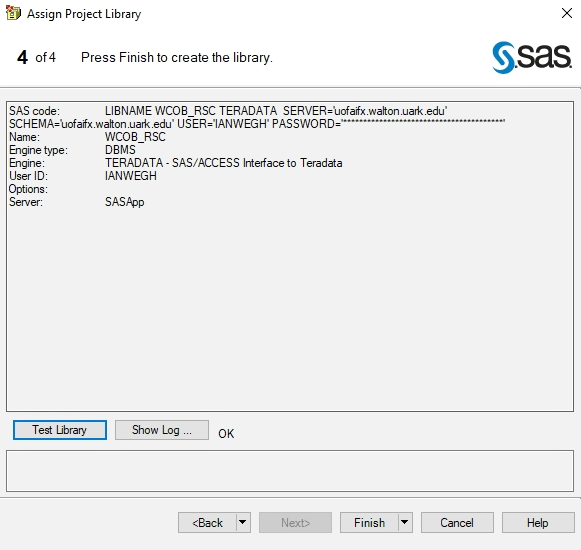 Assign Project Library
4 of 4 Press Finish to create the library.
sas.
SAS code: LIBNAME WCOB_RSC TERADATA SERVER='uofaifx.walton.uark.edu'
SCHEMA='uofaifx.walton.uark.edu' USER='IANWEGH' PASSWORD='****************************************'
Name: WCOB_RSC
Engine type: DBMS
Engine: TERADATA - SAS/ACCESS Interface to Teradata
User ID: IANWEGH
Options:
Server: SASApp
Test Library Show Log ... OK
<Back Next> Finish Cancel Help